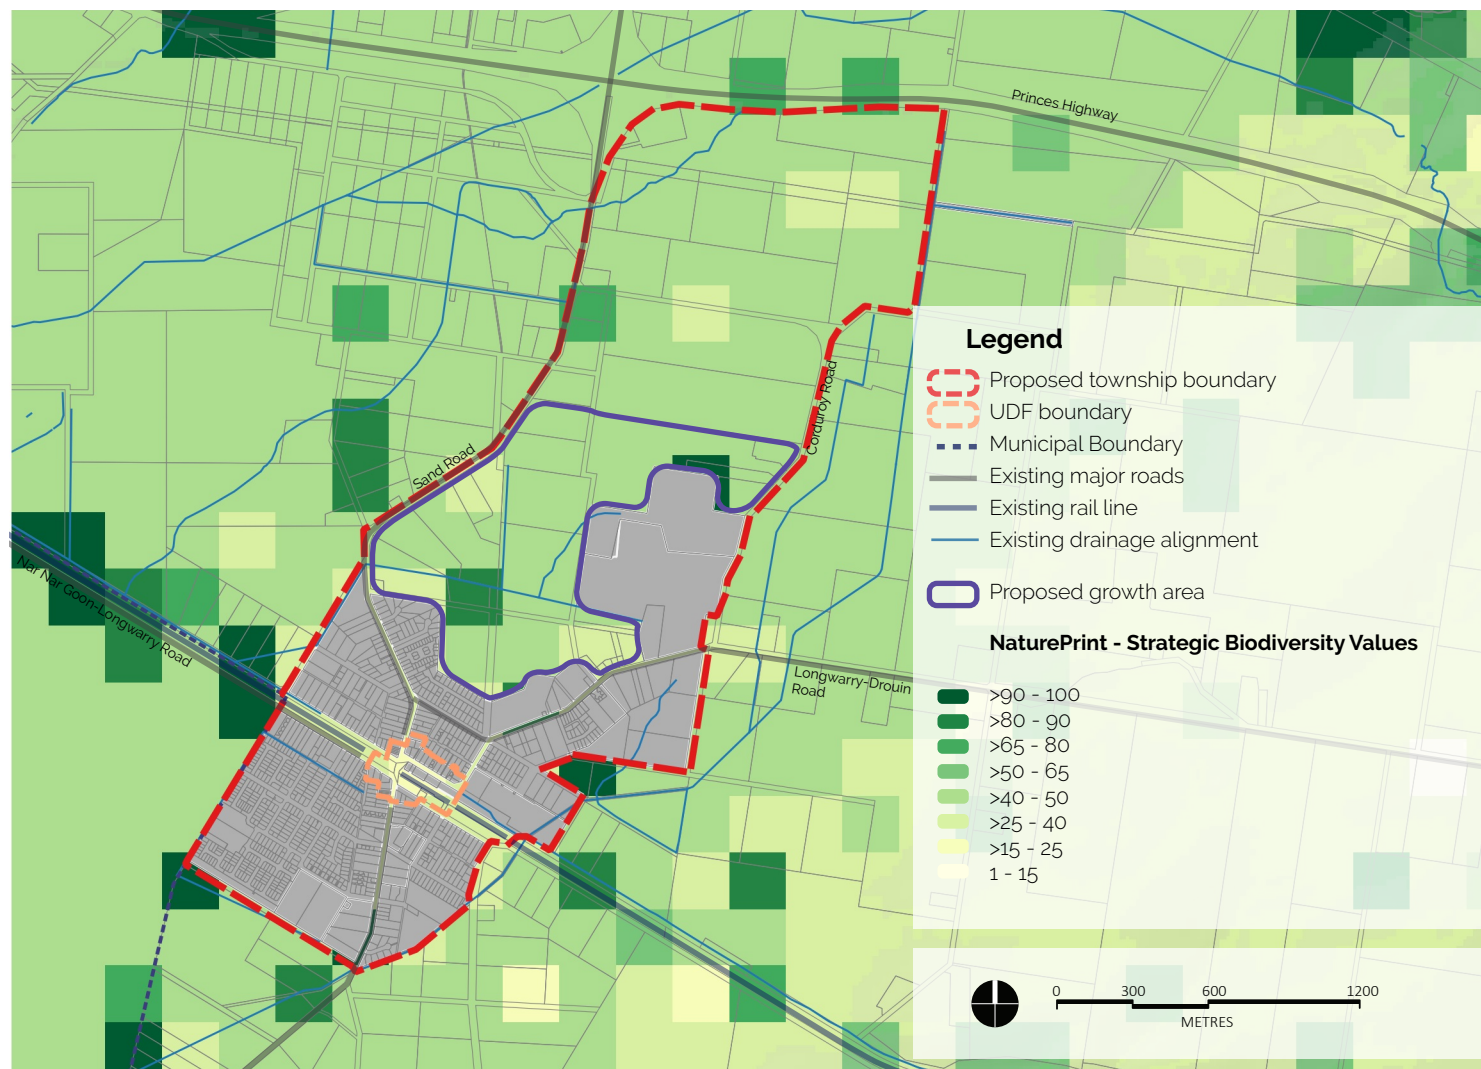 Princes Highway
Corduroy Road
Sand Road
Nar Nar Goon-Longwarry Road
Longwarry-Drouin
Road
Legend
Proposed township boundary
UDF boundary
Municipal Boundary
Existing major roads
Existing rail line
Existing drainage alignment
Proposed growth area
NaturePrint - Strategic Biodiversity Values
>90 - 100
>80 - 90
>65 - 80
>50 - 65
>40 - 50
>25 - 40
>15 - 25
1 - 15
0 300 600 1200
METRES